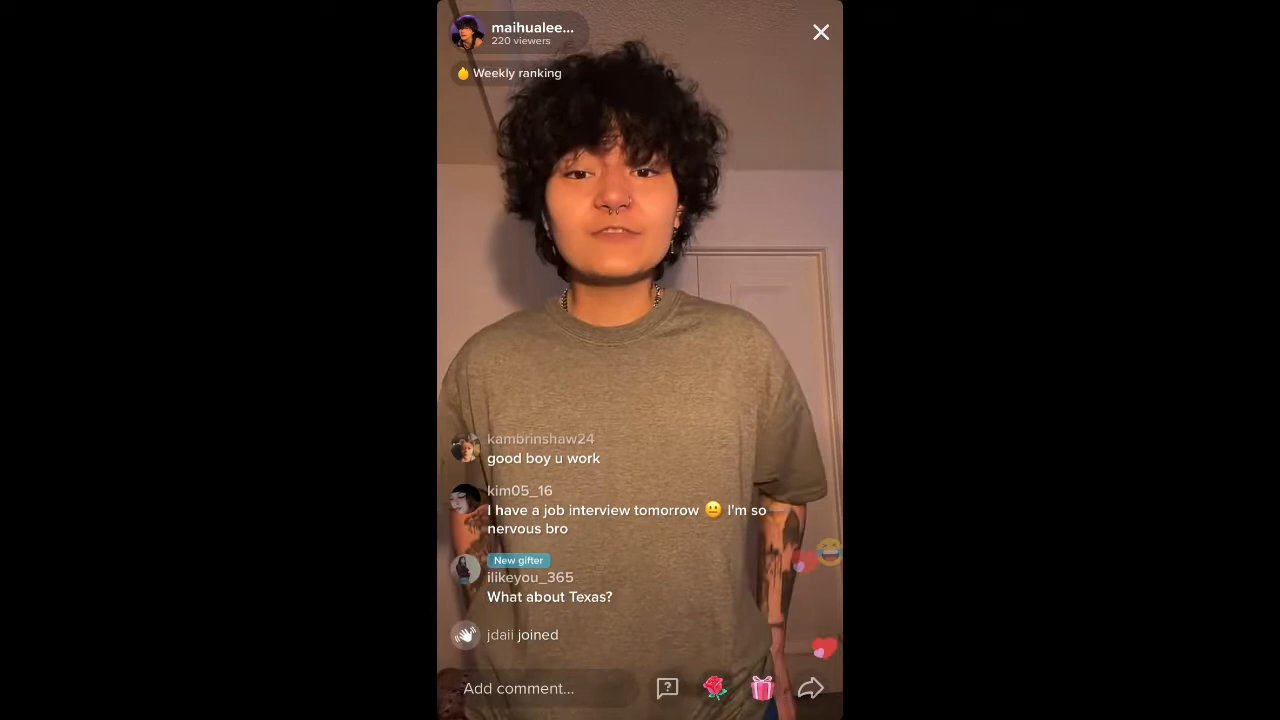 maihualee...
220 viewers
Weekly ranking
kambrinshaw24
good boy u work
kim05_16
I have a job interview tomorrow 😐 I'm so
nervous bro
New gifter
ilikeyou_365
What about Texas?
jdaii joined
Add comment...